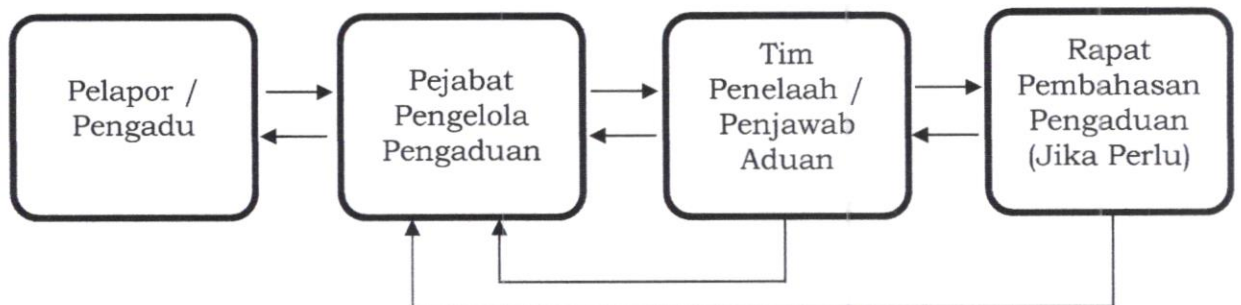 Pelapor /
Pengadu
Pejabat
Pengelola
Pengaduan
Tim
Penelaah /
Penjawab
Aduan
Rapat
Pembahasan
Pengaduan
(Jika Perlu)